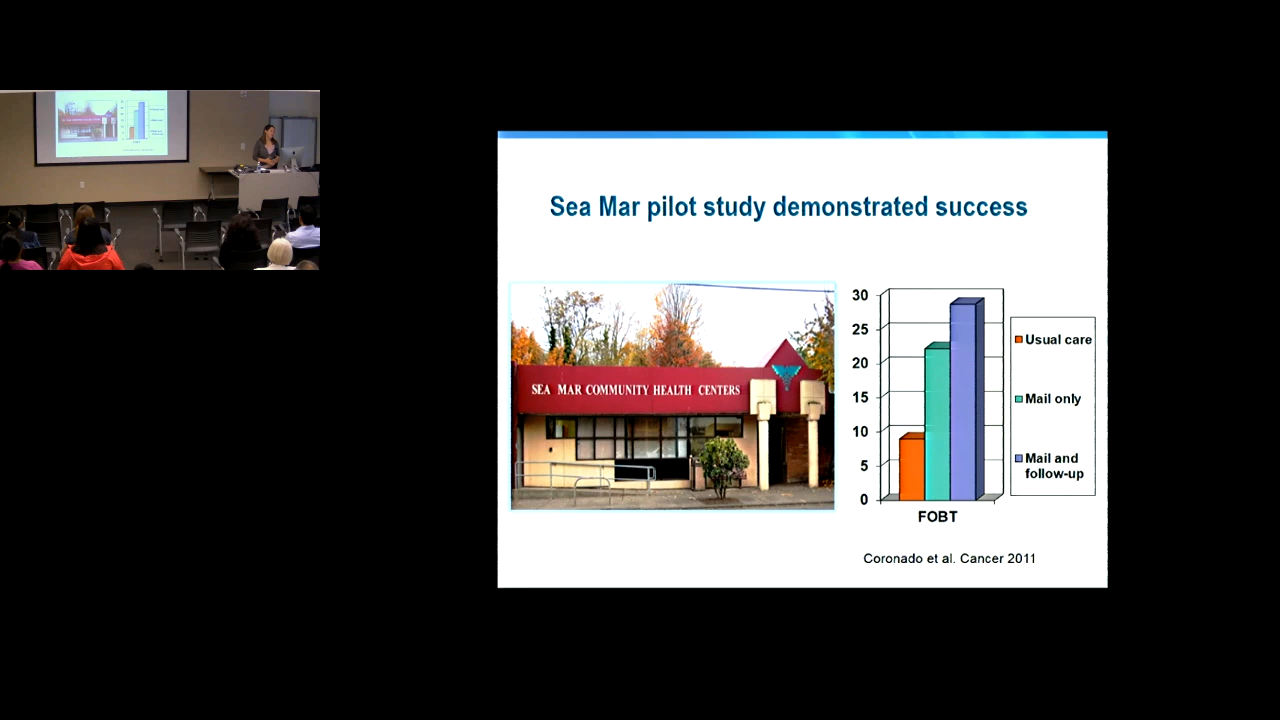 Sea Mar pilot study demonstrated success
SEA MAR COMMUNITY HEALTH CENTERS
30
25
20
15
10
5
0
FOBT
Usual care
Mail only
Mail and
follow-up
Coronado et al. Cancer 2011